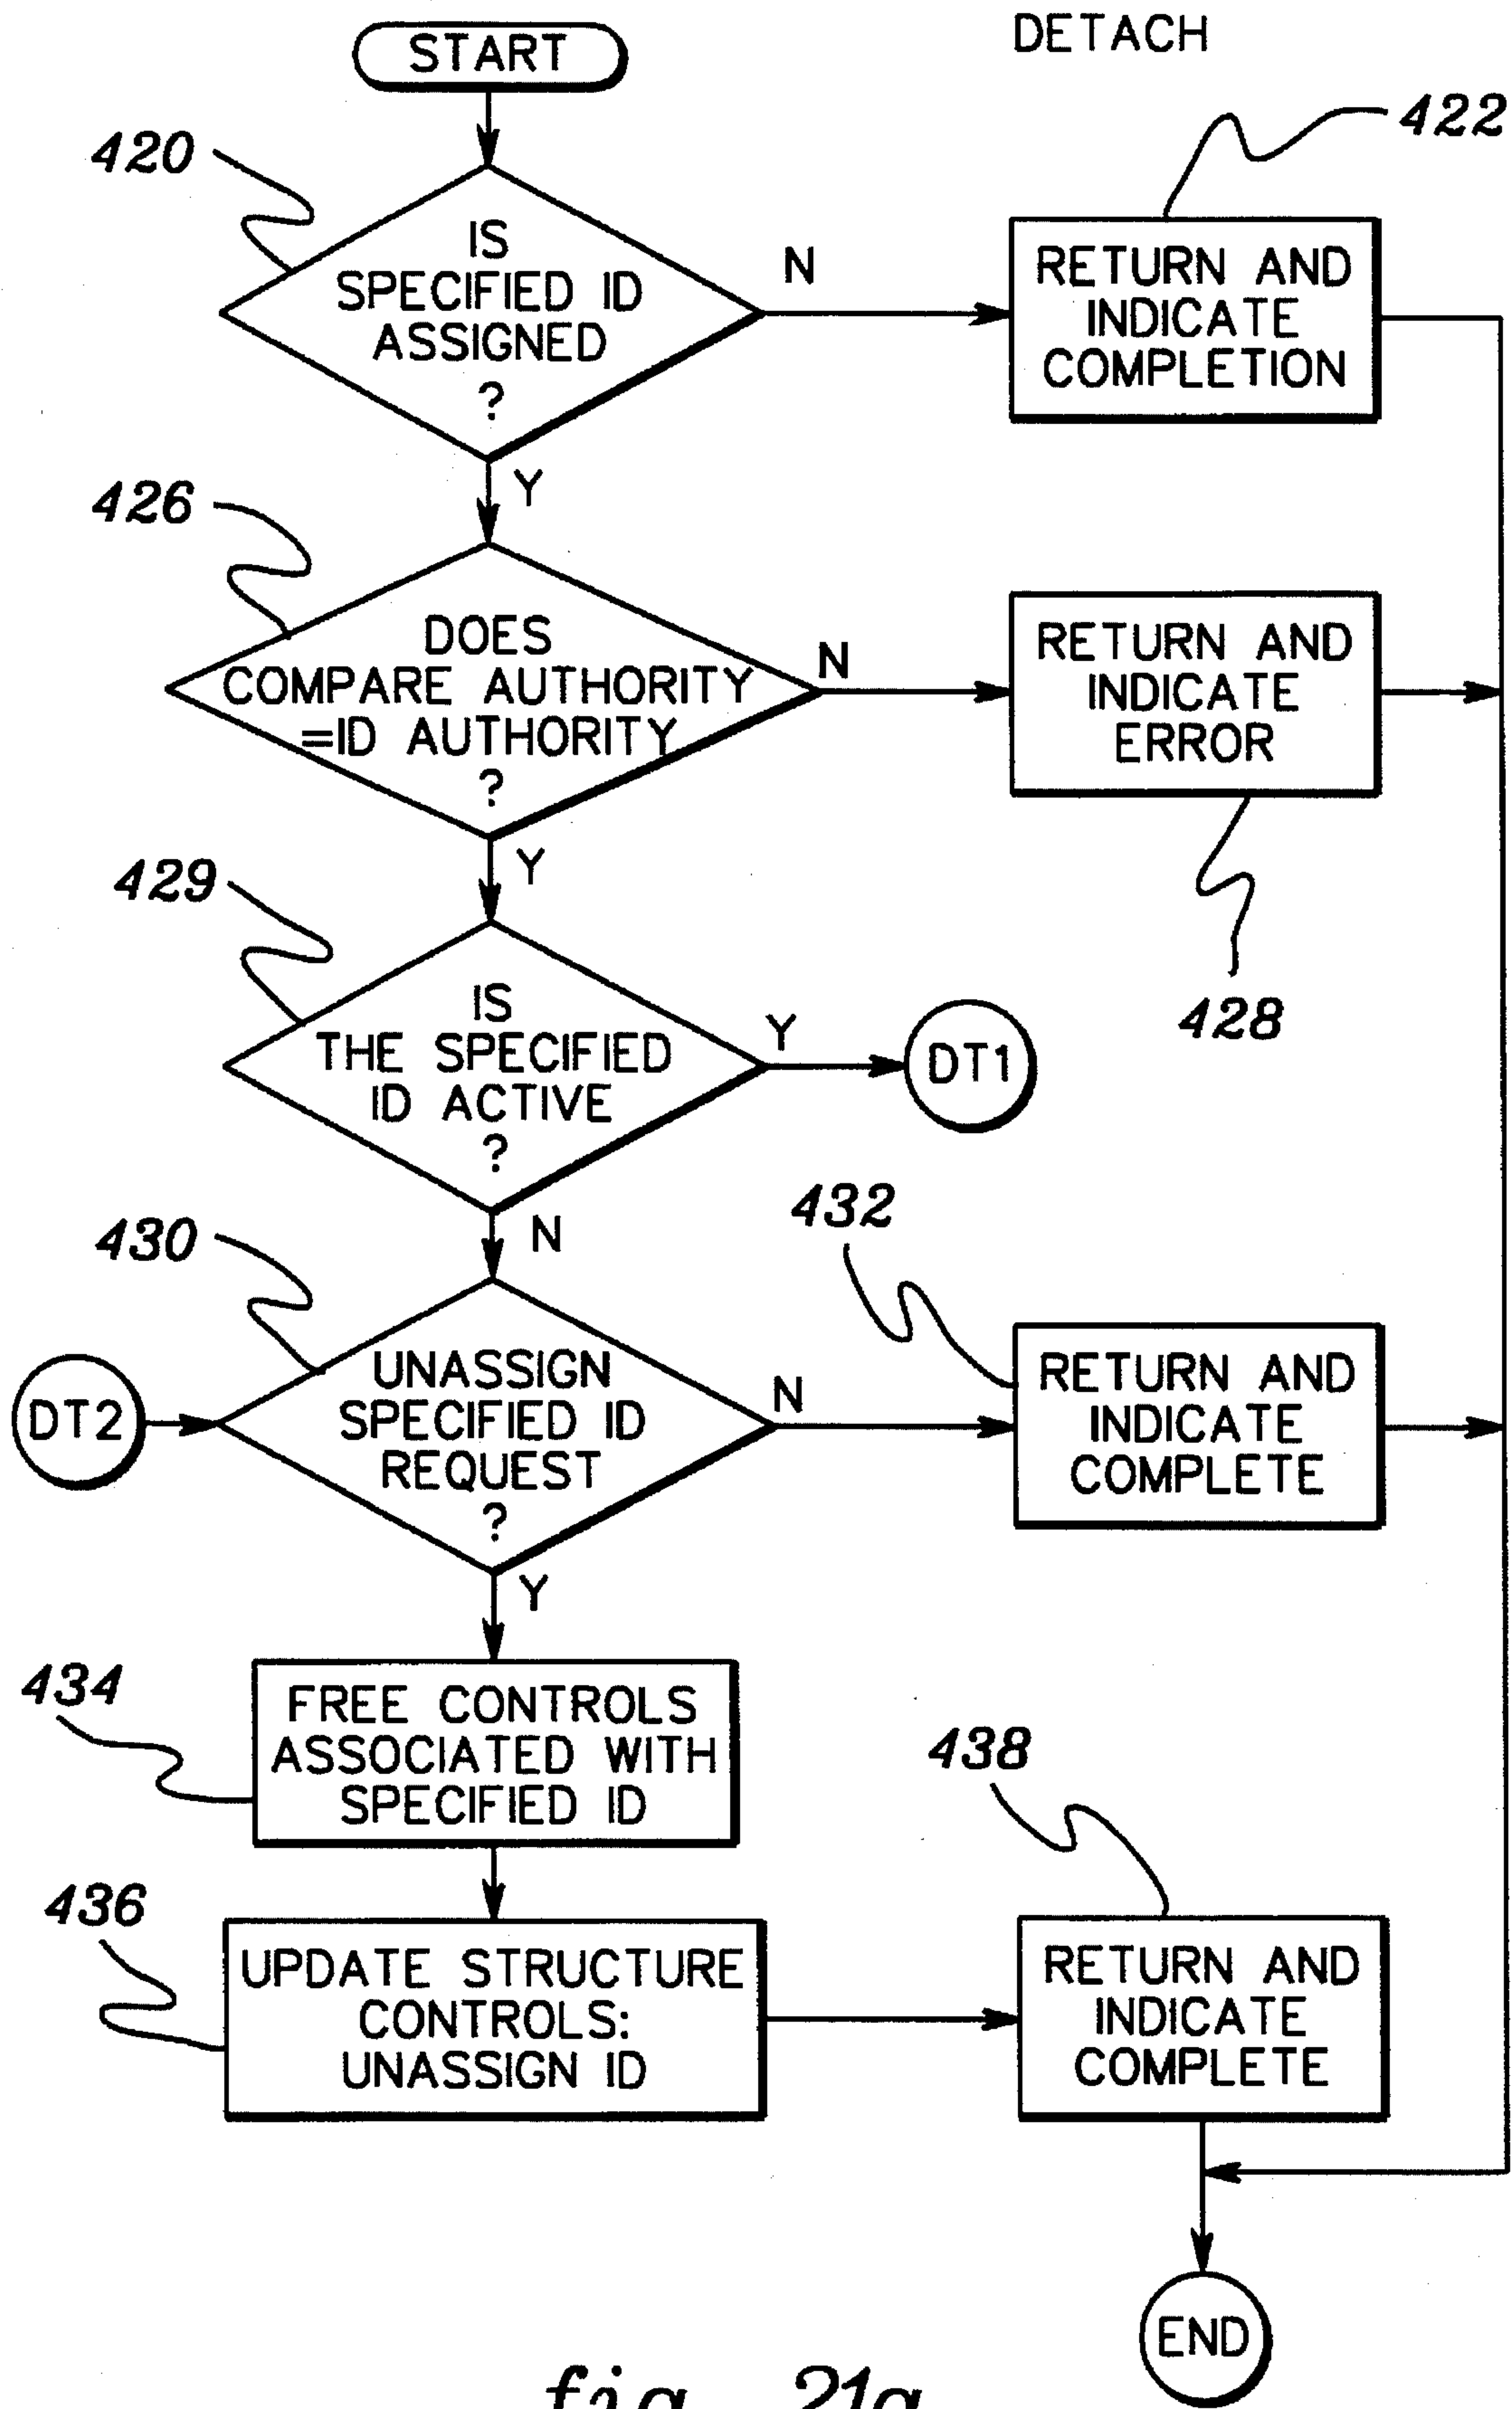 START
DETACH
420
422
IS
SPECIFIED ID
ASSIGNED
?
N
RETURN AND
INDICATE
COMPLETION
Y
426
DOES
COMPARE AUTHORITY
=ID AUTHORITY
?
N
RETURN AND
INDICATE
ERROR
Y
428
429
IS
THE SPECIFIED
ID ACTIVE
?
Y
DT1
N
430
432
DT2
UNASSIGN
SPECIFIED ID
REQUEST
?
N
RETURN AND
INDICATE
COMPLETE
Y
434
FREE CONTROLS
ASSOCIATED WITH
SPECIFIED ID
436
438
UPDATE STRUCTURE
CONTROLS:
UNASSIGN ID
RETURN AND
INDICATE
COMPLETE
END
fig. 21a